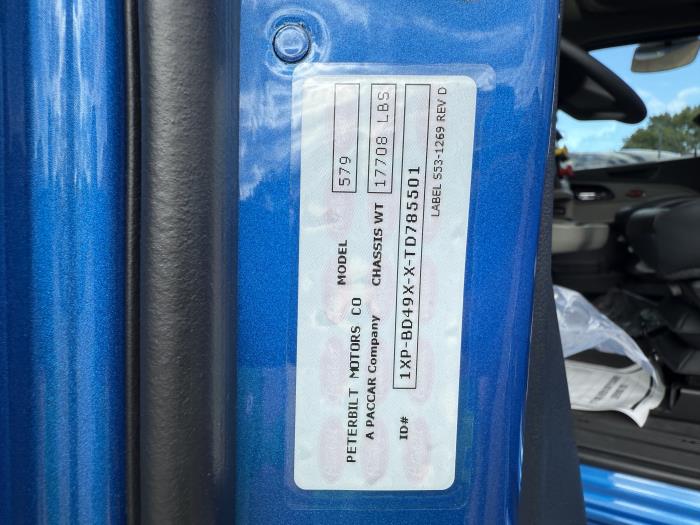 PETERBILT MOTORS CO MODEL 579
A PACCAR Company CHASSIS WT 17708 LBS
ID# 1XP-BD49X-X-TD785501
LABEL S53-1269 REV D